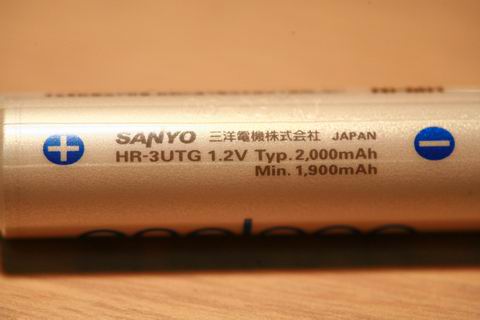 SANYO 三洋電機株式会社 JAPAN
HR-3UTG 1.2V Typ.2,000mAh
Min. 1,900mAh